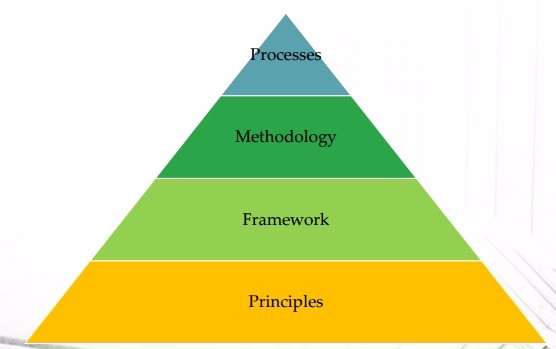 Processes
Methodology
Framework
Principles